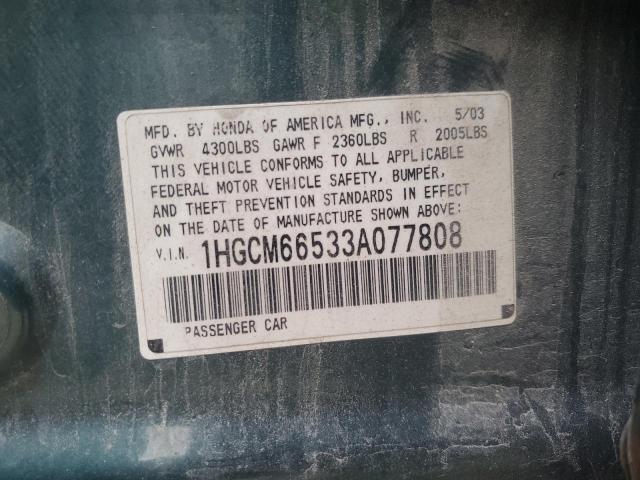 MFD. BY HONDA OF AMERICA MFG., INC. 5/03
GVWR 4300LBS GAWR F 2360LBS R 2005LBS
THIS VEHICLE CONFORMS TO ALL APPLICABLE
FEDERAL MOTOR VEHICLE SAFETY, BUMPER,
AND THEFT PREVENTION STANDARDS IN EFFECT
ON THE DATE OF MANUFACTURE SHOWN ABOVE:
V.I.N. 1HGCM66533A077808
PASSENGER CAR